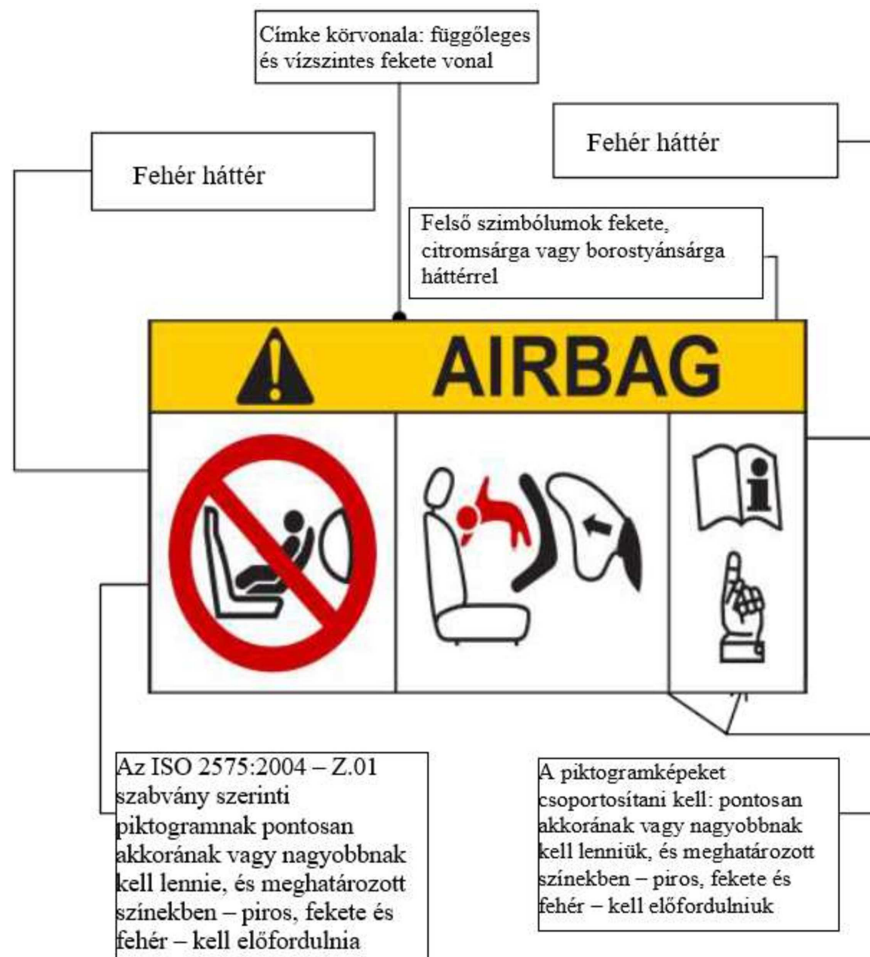 Címke körvonala: függőleges
és vízszintes fekete vonal
Fehér háttér
Fehér háttér
Felső szimbólumok fekete,
citromsárga vagy borostyánsárga
háttérrel
AIRBAG
Az ISO 2575:2004 – Z.01
szabvány szerinti
piktogramnak pontosan
akkorának vagy nagyobbnak
kell lennie, és meghatározott
színekben – piros, fekete és
fehér – kell előfordulnia
A piktogramképeket
csoportosítani kell: pontosan
akkorának vagy nagyobbnak
kell lenniük, és meghatározott
színekben – piros, fekete és
fehér – kell előfordulniuk